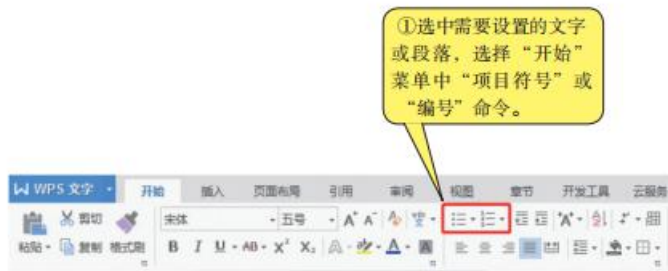 ①选中需要设置的文字
或段落，选择“开始”
菜单中“项目符号”或
“编号”命令。
WPS 文字 开始 插入 页面布局 引用 审阅 视图 章节 开发工具 云服务
剪切 宋体 五号 A⁺ A⁻
粘贴 复制 格式刷 B I U AB X² X₂ A A